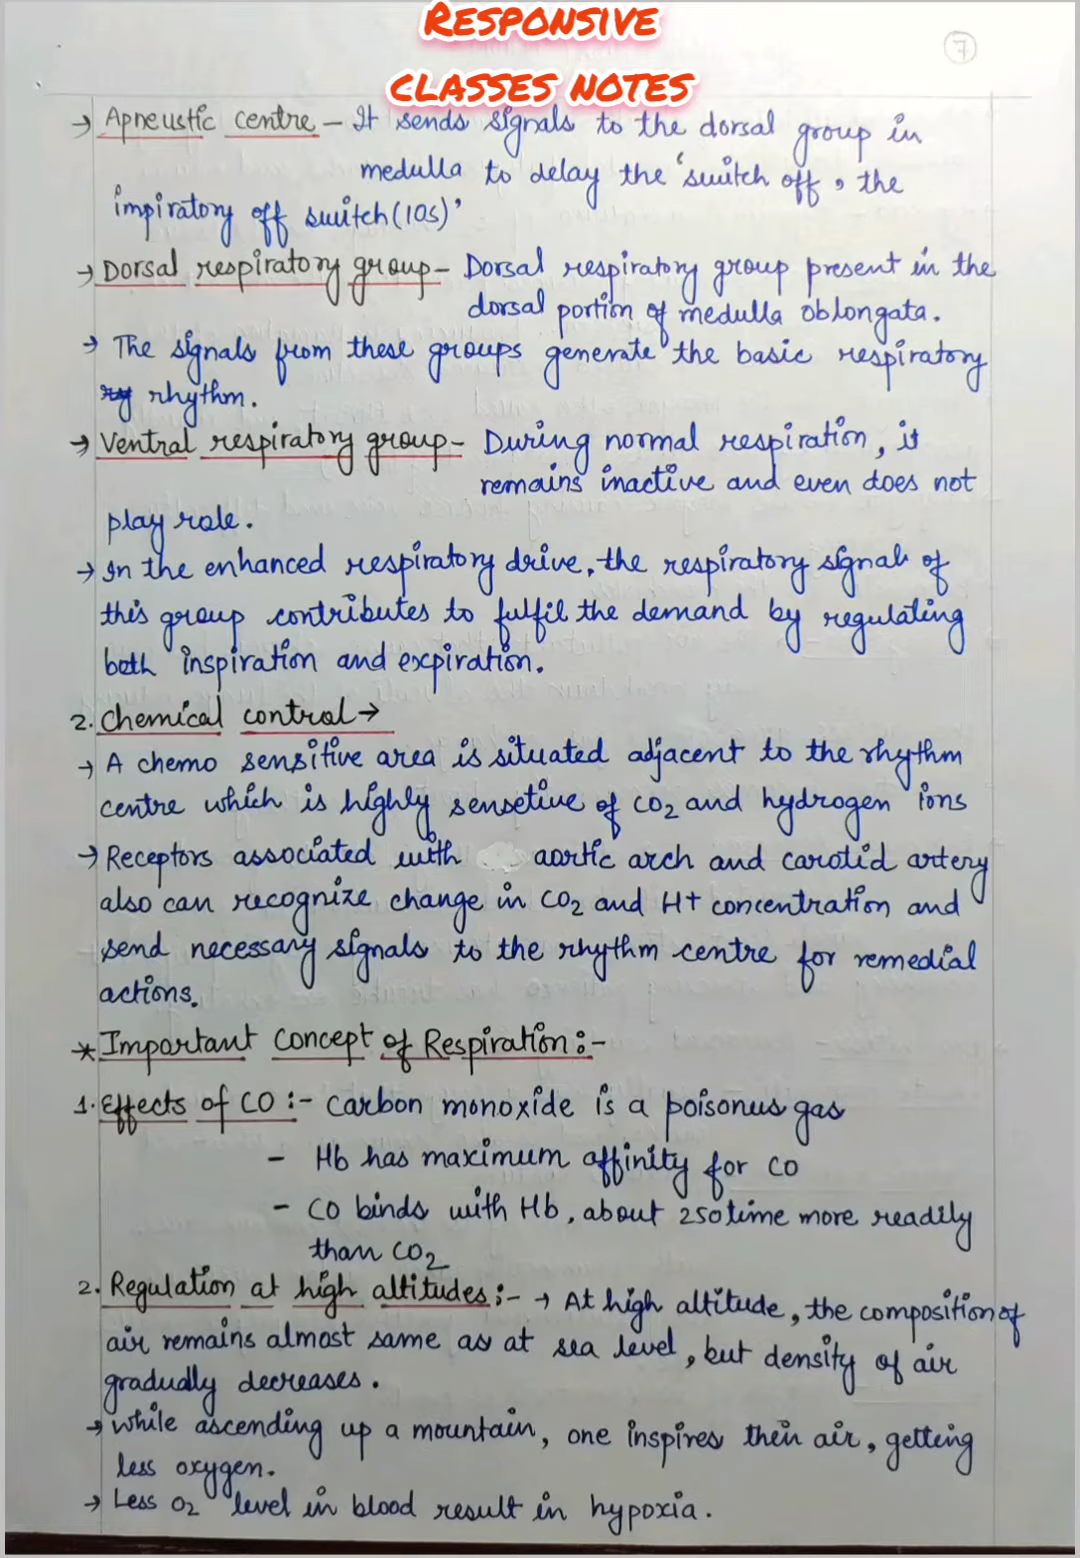 RESPONSIVE
CLASSES NOTES
7
→ Apneustic centre – It sends signals to the dorsal group in
medulla to delay the 'switch off, the
impiratory off switch(IOS)'
→ Dorsal respiratory group – Dorsal respiratory group present in the
dorsal portion of medulla oblongata.
→ The signals from these groups generate the basic respiratory
rhythm.
→ Ventral respiratory group – During normal respiration, it
remains inactive and even does not
play role.
→ In the enhanced respiratory drive, the respiratory signal of
this group contributes to fulfil the demand by regulating
both inspiration and expiration.
2. Chemical control →
→ A chemo sensitive area is situated adjacent to the rhythm
centre which is highly sensetive of CO2 and hydrogen ions
→ Receptors associated with aortic arch and carotid artery
also can recognize change in CO2 and H+ concentration and
send necessary signals to the rhythm centre for remedial
actions.
* Important Concept of Respiration :-
1. Effects of CO :- Carbon monoxide is a poisonus gas
– Hb has maximum affinity for CO
– CO binds with Hb, about 250 time more readily
than CO2
2. Regulation at high altitudes :- → At high altitude, the composition of
air remains almost same as at sea level, but density of air
gradually decreases.
→ while ascending up a mountain, one inspires thin air, getting
less oxygen.
→ Less O2 level in blood result in hypoxia.